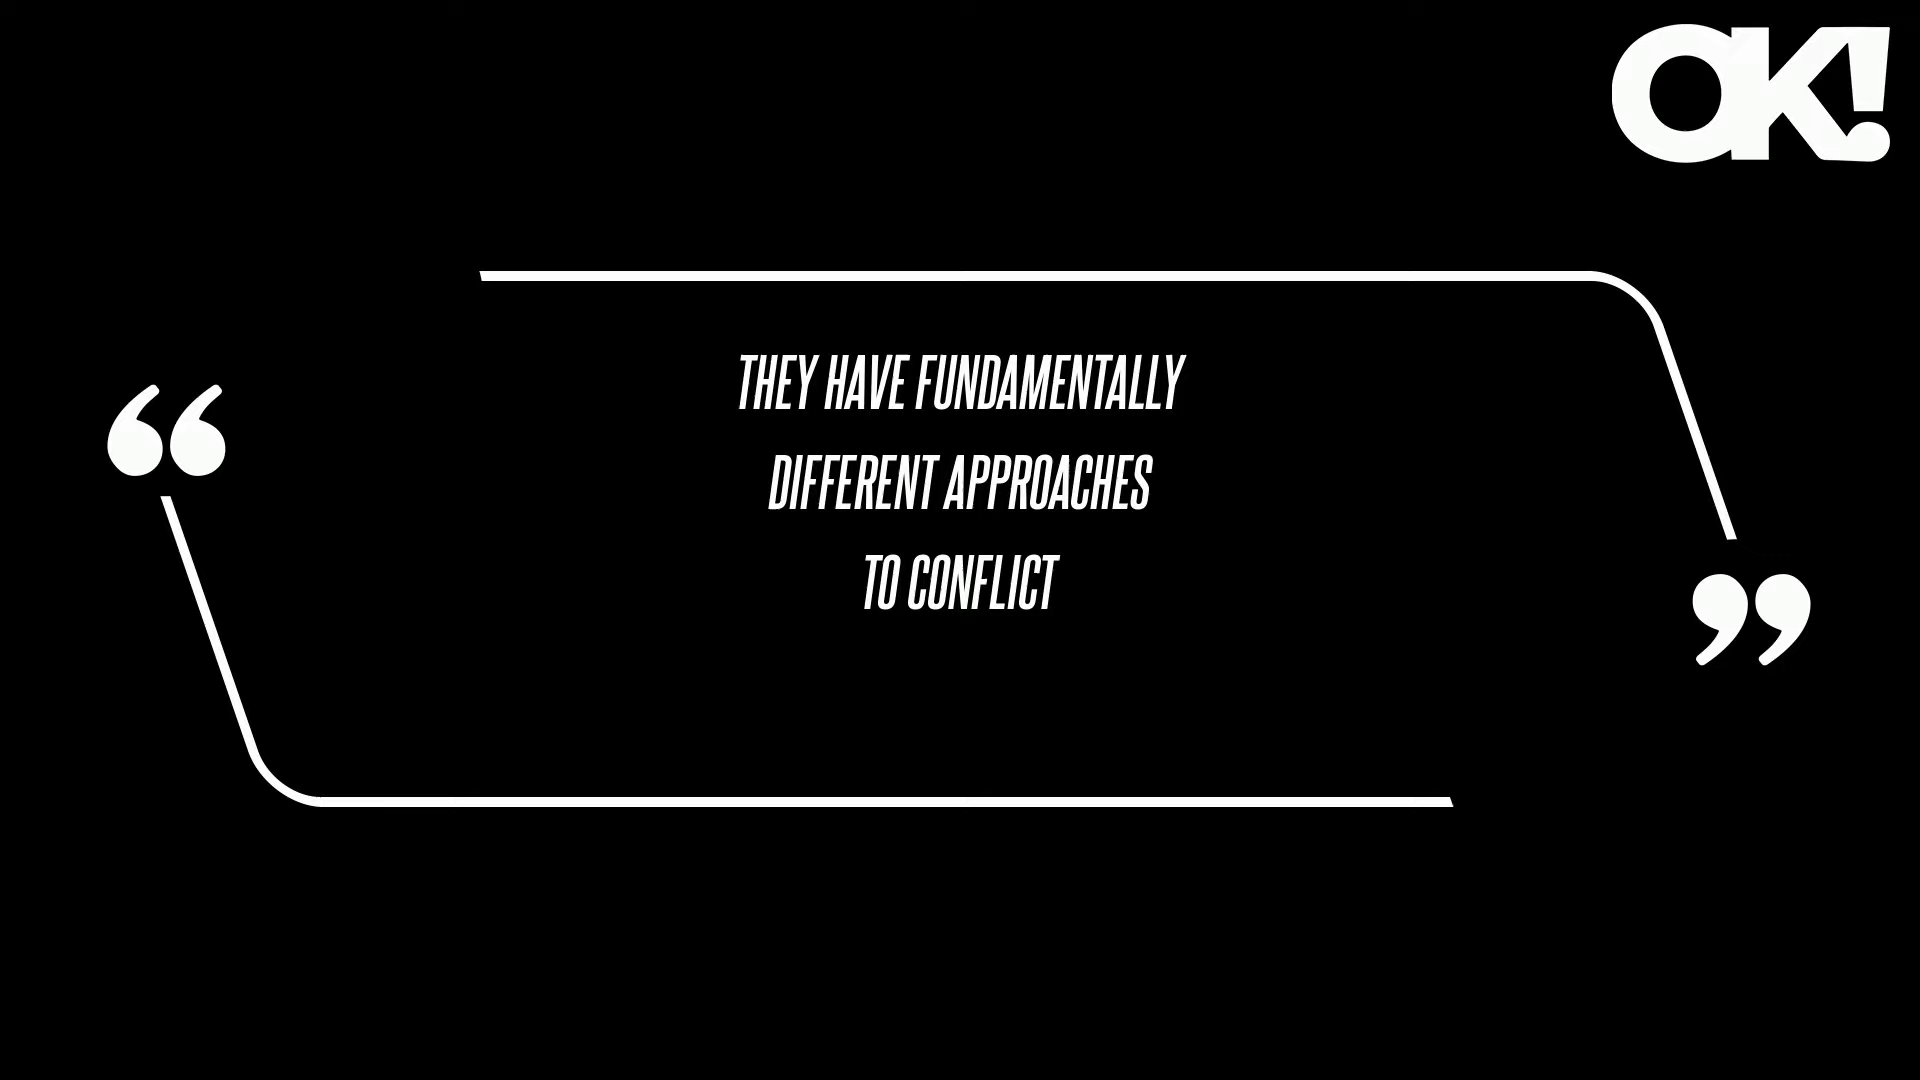 OK!
“
THEY HAVE FUNDAMENTALLY
DIFFERENT APPROACHES
TO CONFLICT
”